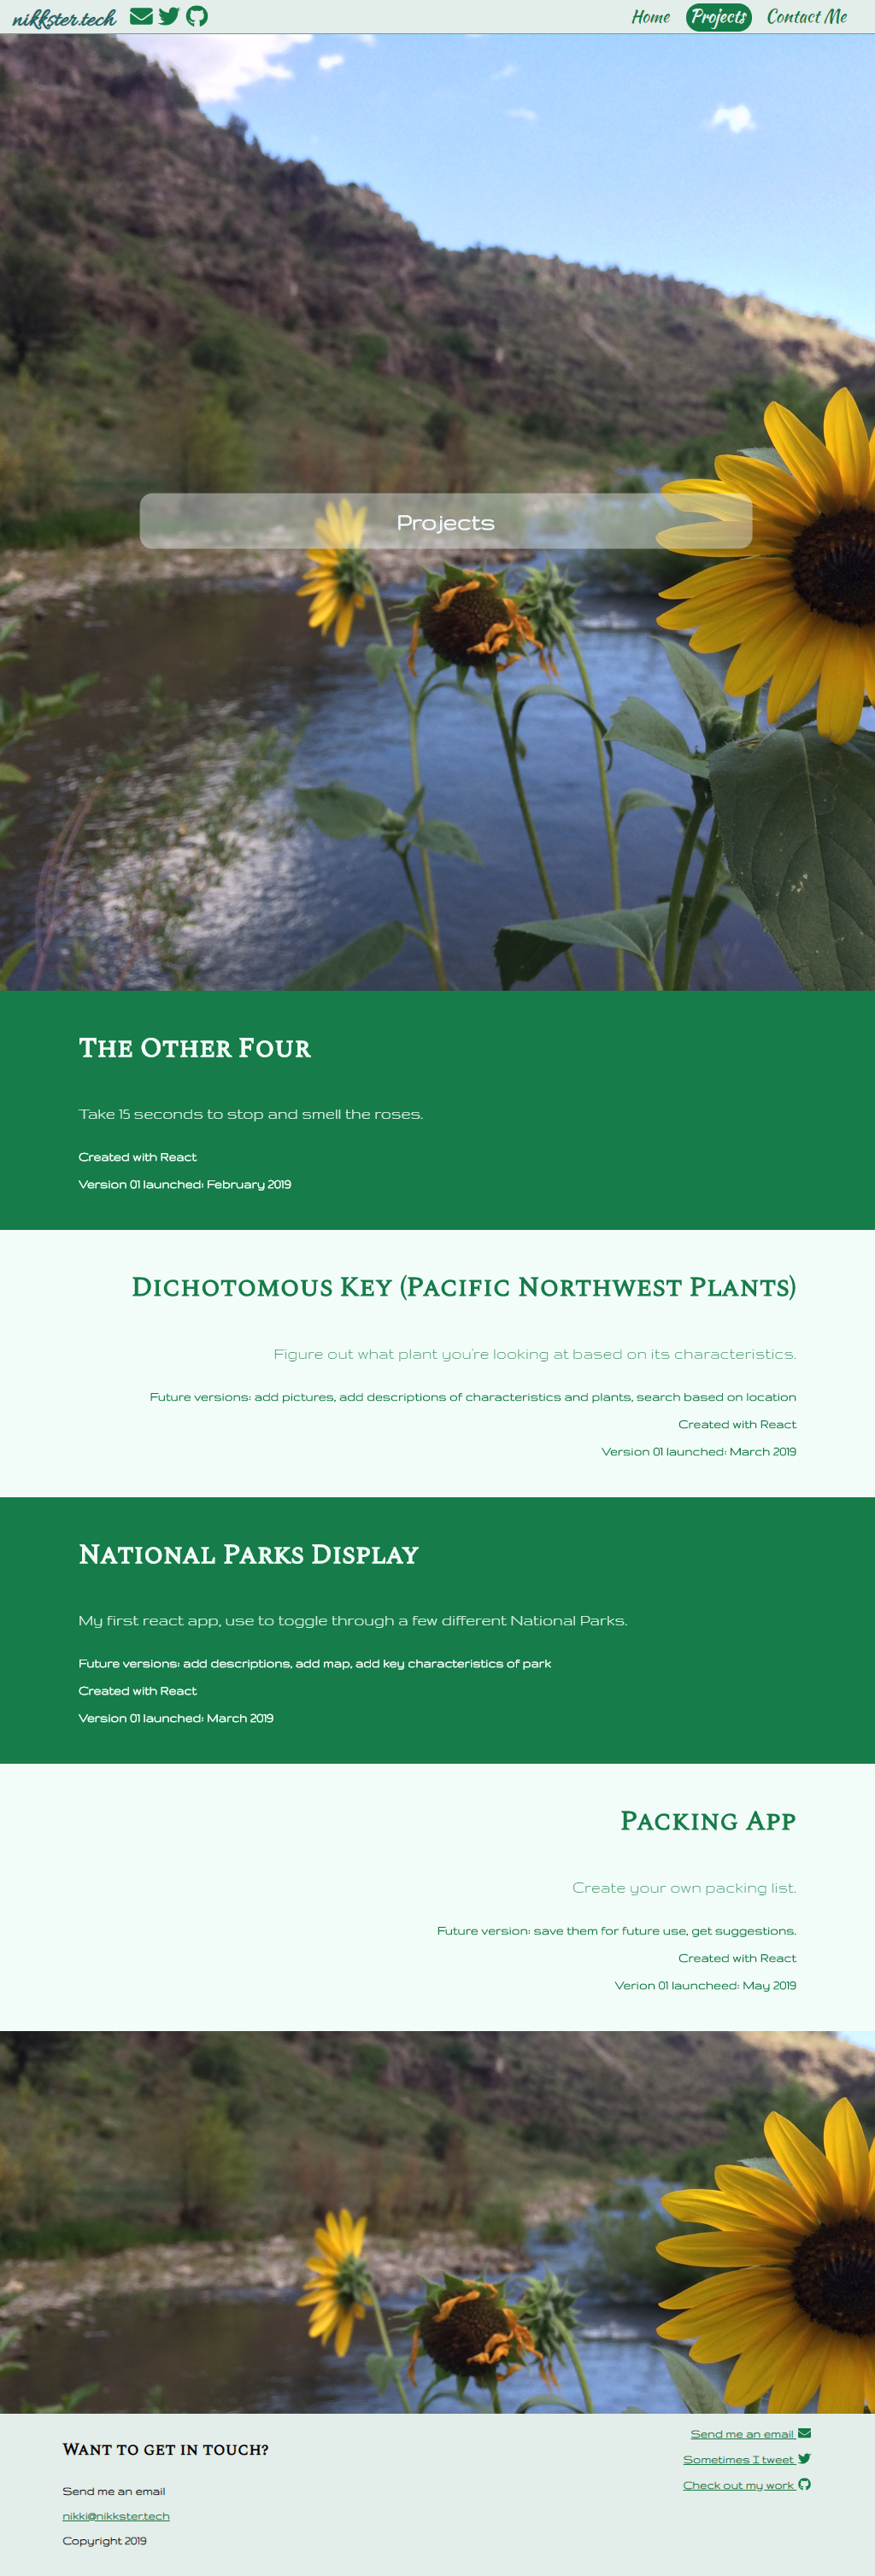 nikkster.tech
Home Projects Contact Me
Projects
The Other Four
Take 15 seconds to stop and smell the roses.
Created with React
Version 01 launched: February 2019
Dichotomous Key (Pacific Northwest Plants)
Figure out what plant you're looking at based on its characteristics.
Future versions: add pictures, add descriptions of characteristics and plants, search based on location
Created with React
Version 01 launched: March 2019
National Parks Display
My first react app, use to toggle through a few different National Parks.
Future versions: add descriptions, add map, add key characteristics of park
Created with React
Version 01 launched: March 2019
Packing App
Create your own packing list.
Future version: save them for future use, get suggestions.
Created with React
Verion 01 launcheed: May 2019
Want to get in touch?
Send me an email
nikki@nikkster.tech
Copyright 2019
Send me an email
Sometimes I tweet
Check out my work